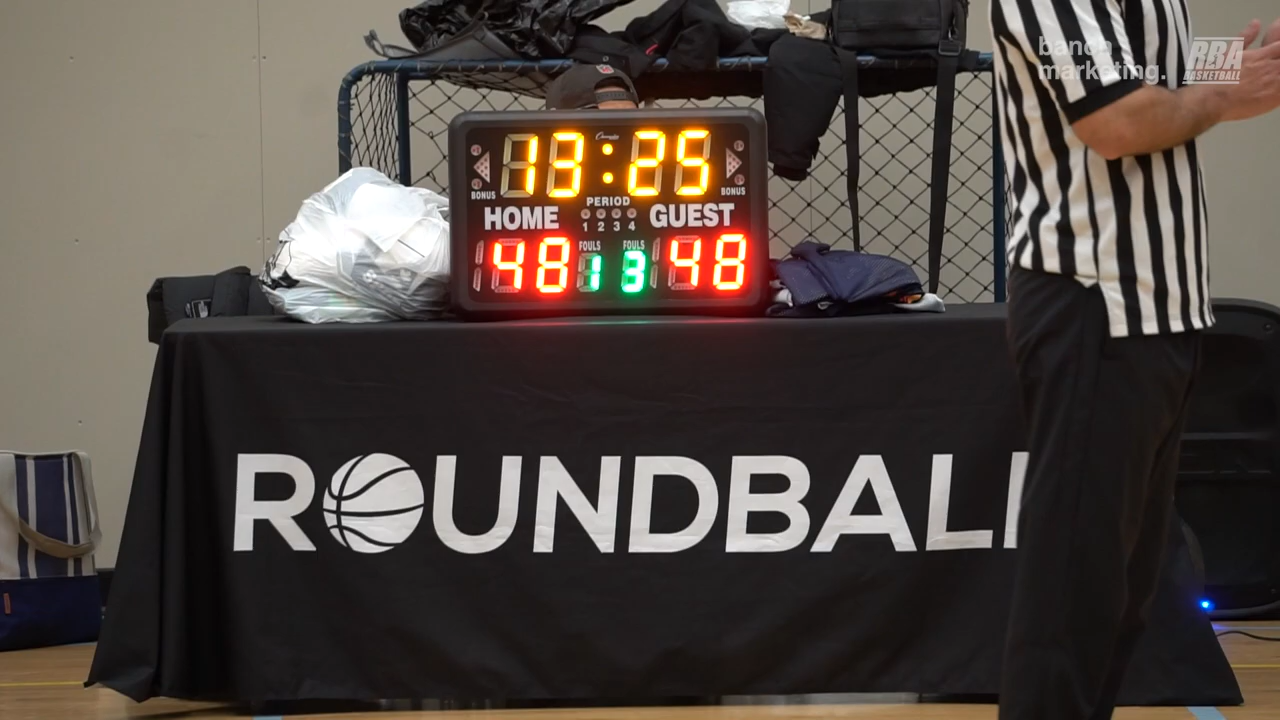 banda
marketing.
RBA
BASKETBALL
13:25
BONUS
BONUS
PERIOD
HOME
GUEST
1 2 3 4
FOULS
FOULS
48
1
3
48
ROUNDBALL